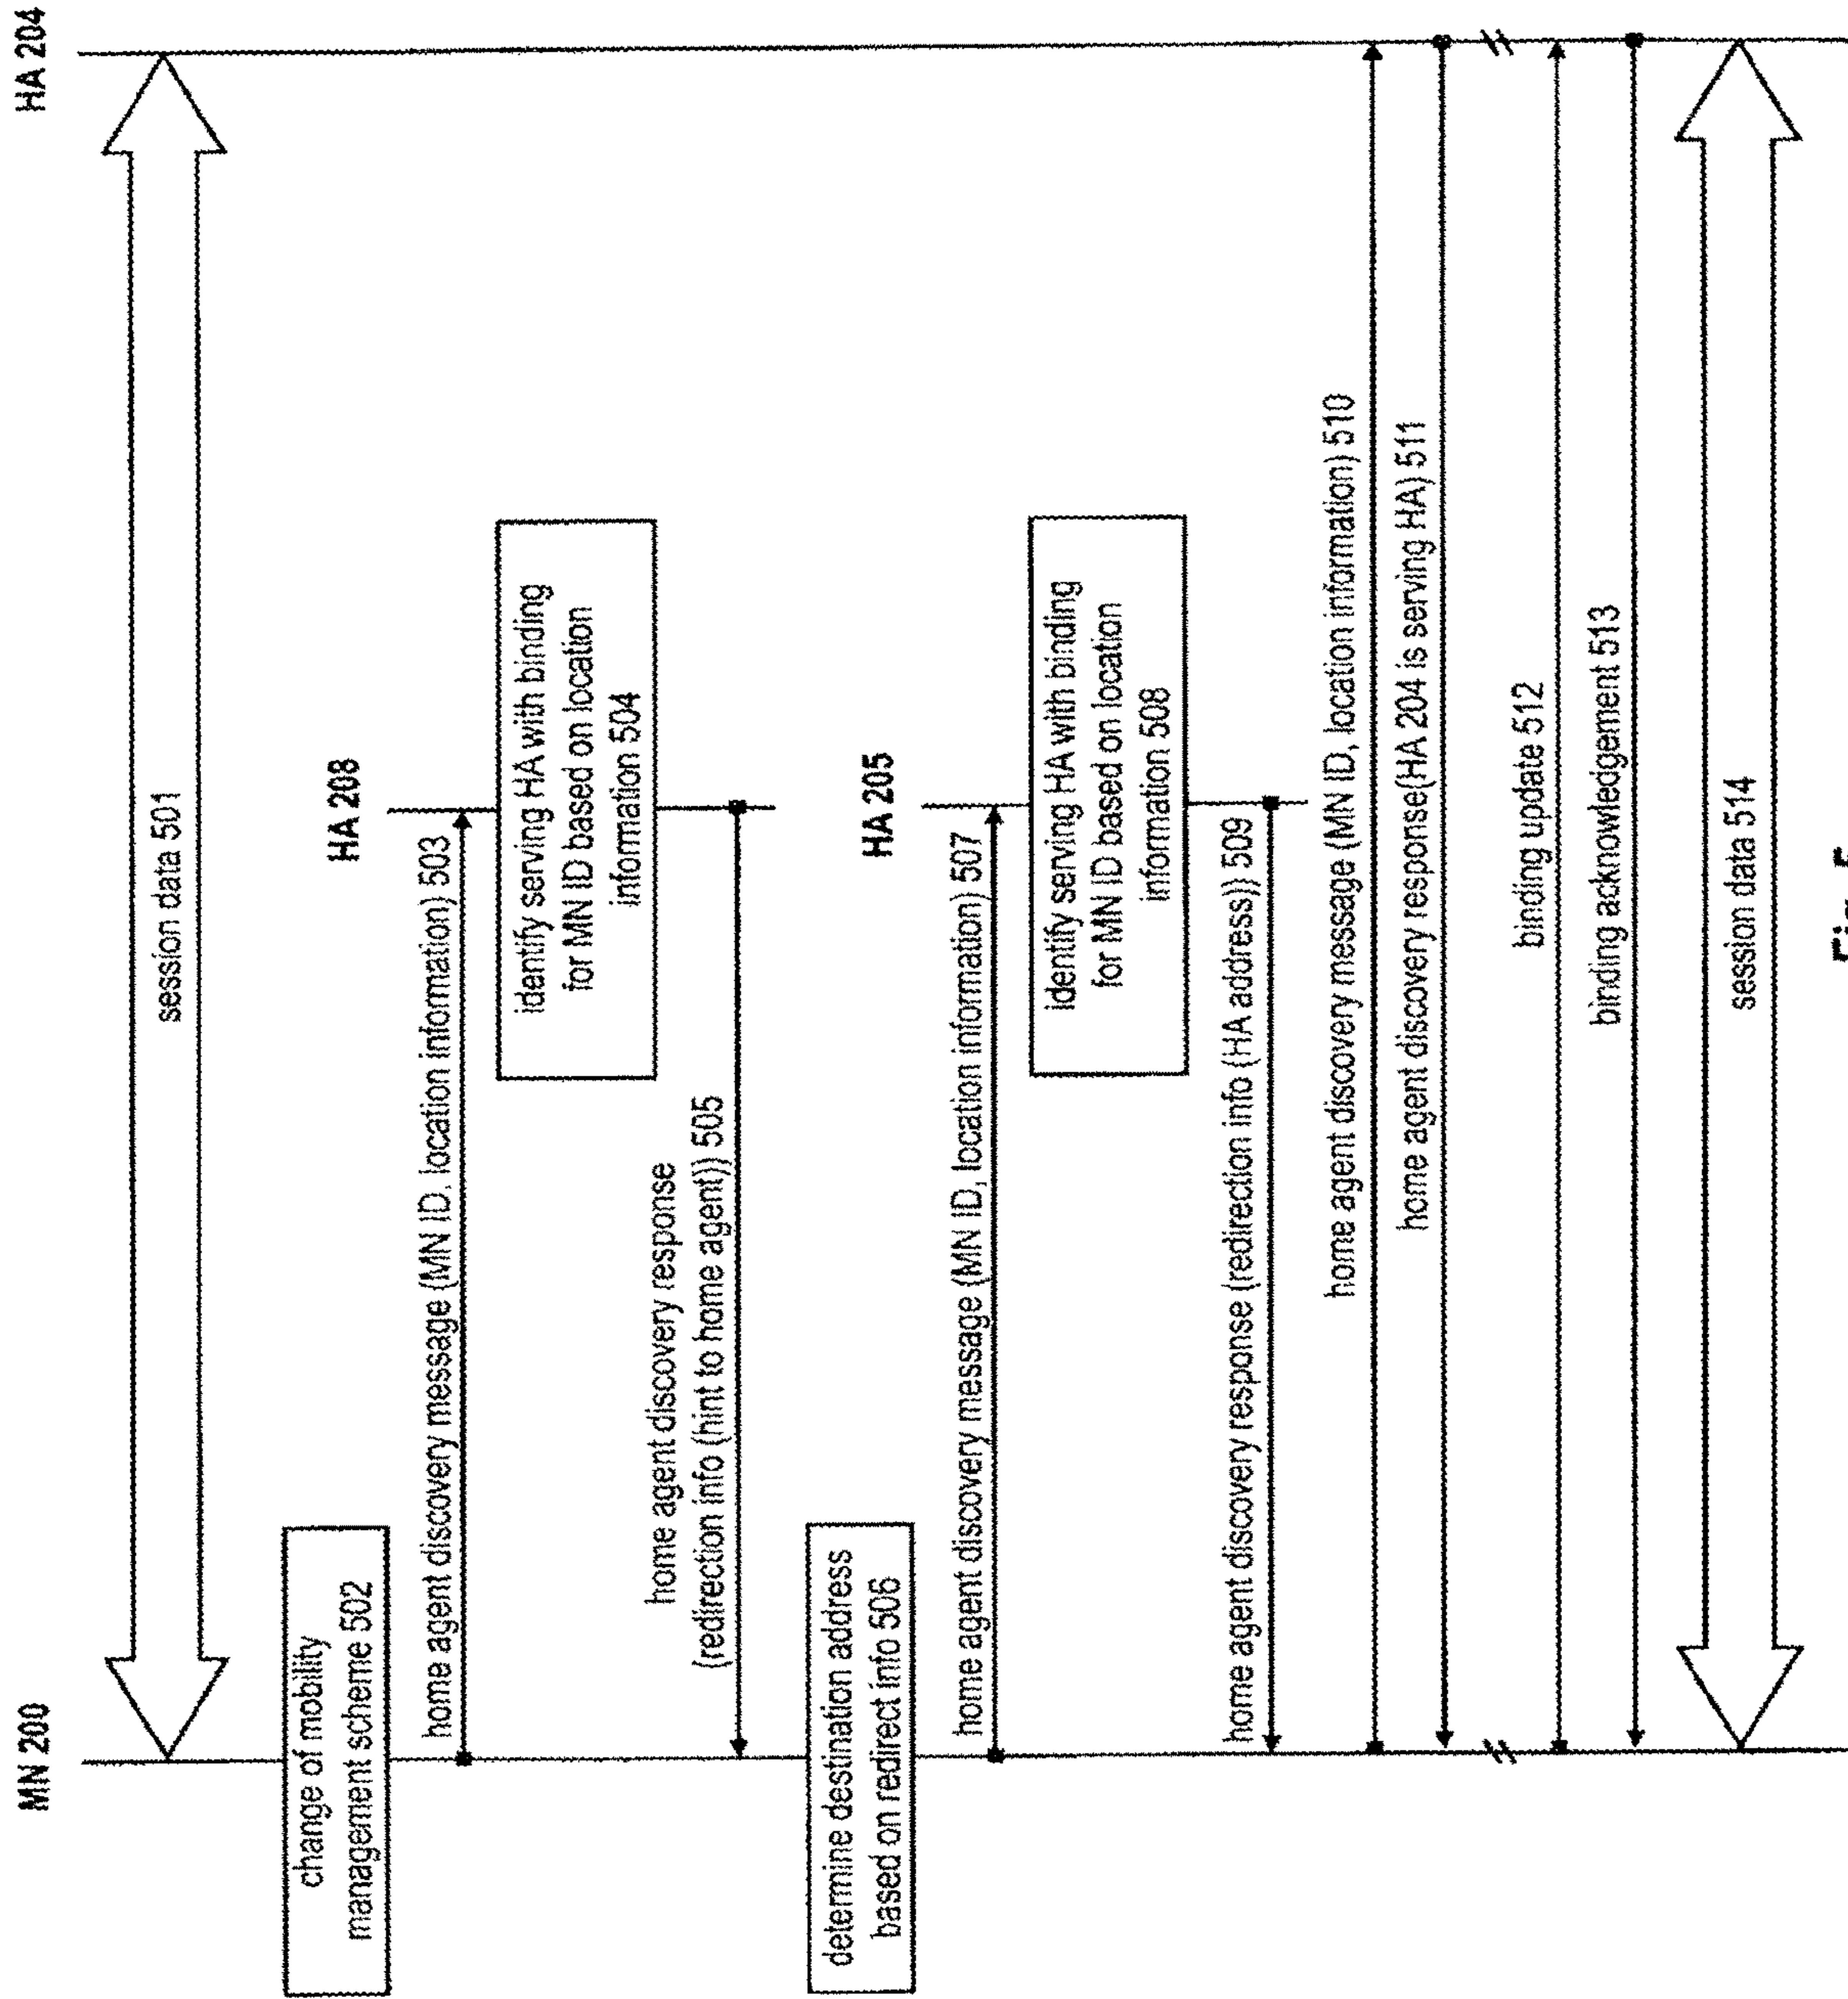 MN 200
HA 204
session data 501
change of mobility
management scheme 502
HA 208
home agent discovery message (MN ID, location information) 503
identify serving HA with binding
for MN ID based on location
information 504
home agent discovery response
(redirection info (hint to home agent)) 505
determine destination address
based on redirect info 506
HA 205
home agent discovery message (MN ID, location information) 507
identify serving HA with binding
for MN ID based on location
information 508
home agent discovery response (redirection info (HA address)) 509
home agent discovery message (MN ID, location information) 510
home agent discovery response(HA 204 is serving HA) 511
binding update 512
binding acknowledgement 513
session data 514